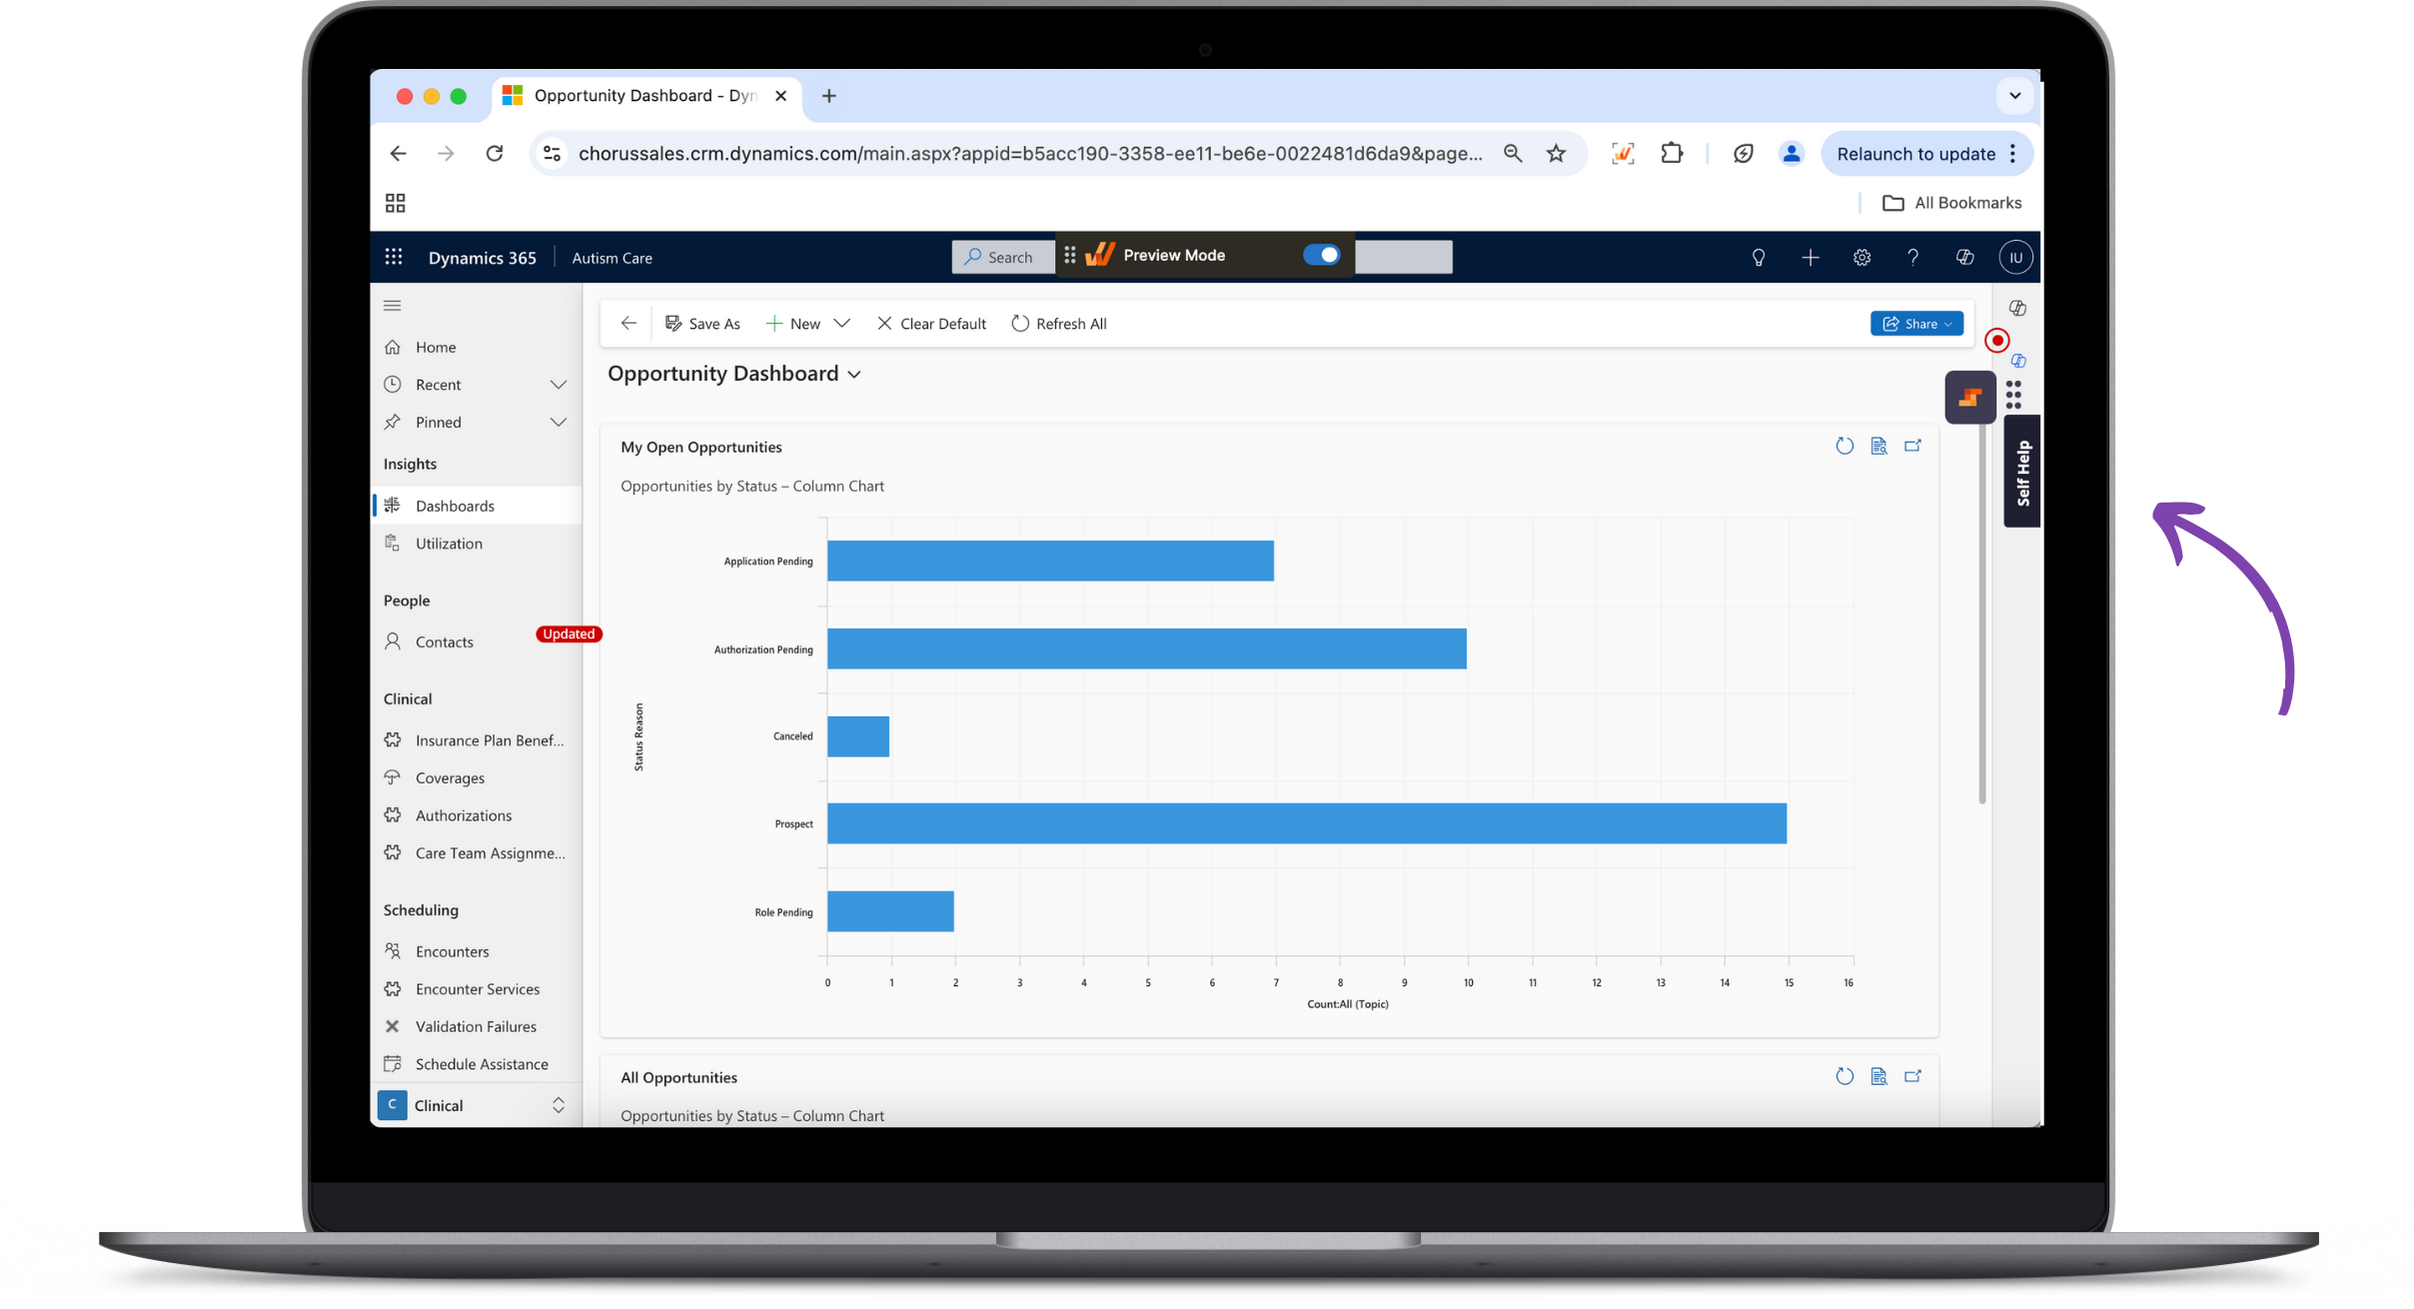 Opportunity Dashboard - Dyn
chorussales.crm.dynamics.com/main.aspx?appid=b5acc190-3358-ee11-be6e-0022481d6da9&page...
Relaunch to update
All Bookmarks
Dynamics 365
Autism Care
Search
Preview Mode
IU
Home
Recent
Pinned
Insights
Dashboards
Utilization
People
Contacts
Updated
Clinical
Insurance Plan Benef...
Coverages
Authorizations
Care Team Assignme...
Scheduling
Encounters
Encounter Services
Validation Failures
Schedule Assistance
C
Clinical
Save As
New
Clear Default
Refresh All
Share
Opportunity Dashboard
Self Help
My Open Opportunities
Opportunities by Status – Column Chart
Status Reason
Application Pending
Authorization Pending
Canceled
Prospect
Role Pending
0 1 2 3 4 5 6 7 8 9 10 11 12 13 14 15 16
Count:All (Topic)
All Opportunities
Opportunities by Status – Column Chart